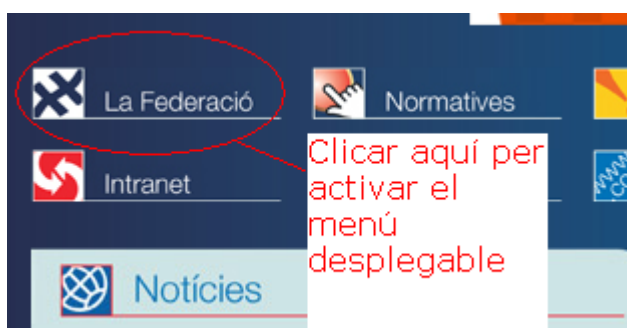 La Federació
Normatives
Clicar aquí per
activar el
menú
desplegable
Intranet
Notícies